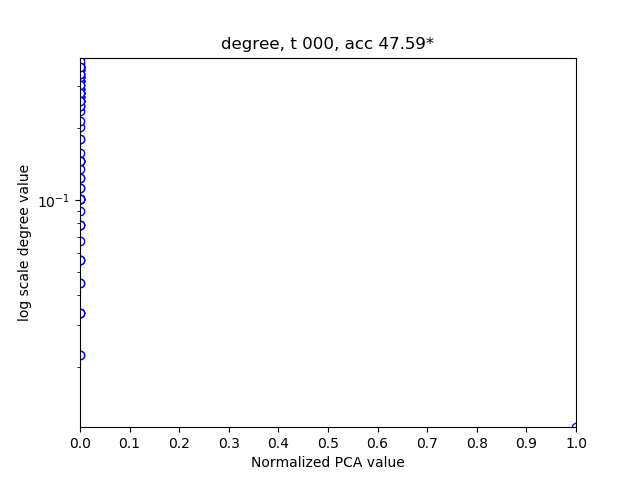 degree, t 000, acc 47.59*
log scale degree value
10⁻¹
0.0 0.1 0.2 0.3 0.4 0.5 0.6 0.7 0.8 0.9 1.0
Normalized PCA value